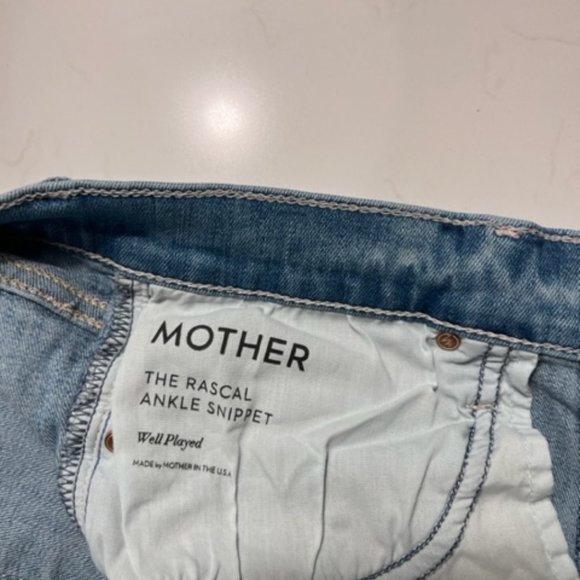 MOTHER
THE RASCAL
ANKLE SNIPPET
Well Played
MADE by MOTHER IN THE U.S.A